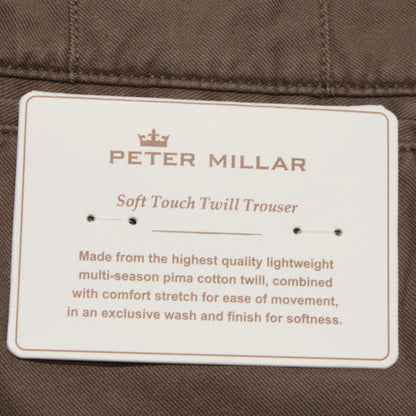 PETER MILLAR
Soft Touch Twill Trouser
Made from the highest quality lightweight
multi-season pima cotton twill, combined
with comfort stretch for ease of movement,
in an exclusive wash and finish for softness.